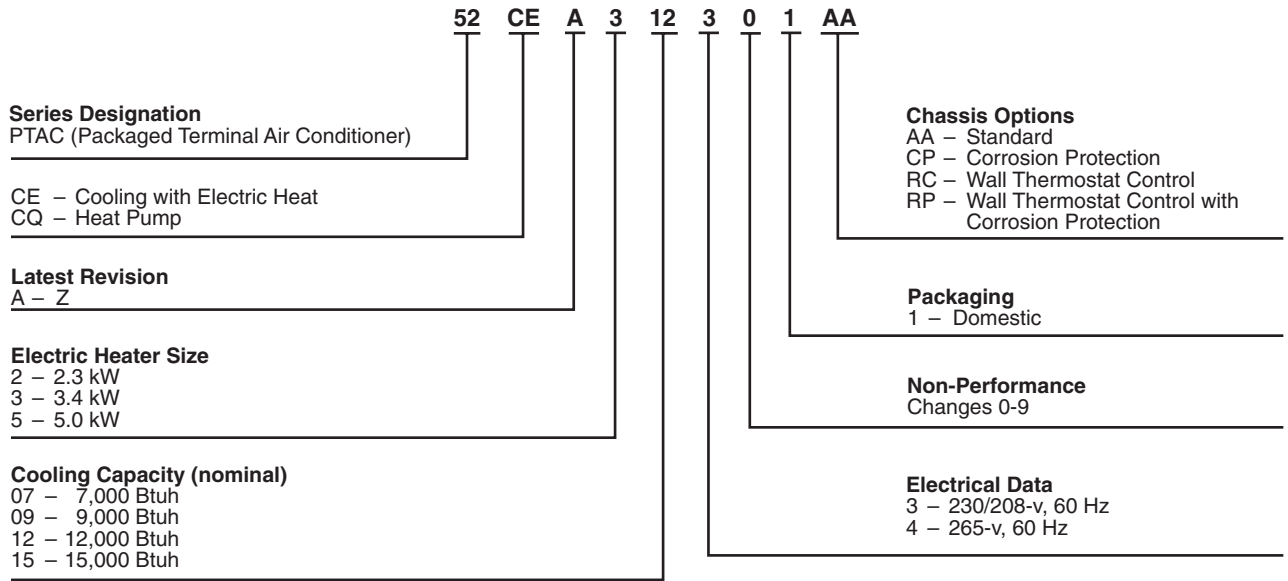 52 CE A 3 12 3 0 1 AA
Series Designation
PTAC (Packaged Terminal Air Conditioner)
CE – Cooling with Electric Heat
CQ – Heat Pump
Latest Revision
A – Z
Electric Heater Size
2 – 2.3 kW
3 – 3.4 kW
5 – 5.0 kW
Cooling Capacity (nominal)
07 – 7,000 Btuh
09 – 9,000 Btuh
12 – 12,000 Btuh
15 – 15,000 Btuh
Chassis Options
AA – Standard
CP – Corrosion Protection
RC – Wall Thermostat Control
RP – Wall Thermostat Control with
Corrosion Protection
Packaging
1 – Domestic
Non-Performance
Changes 0-9
Electrical Data
3 – 230/208-v, 60 Hz
4 – 265-v, 60 Hz